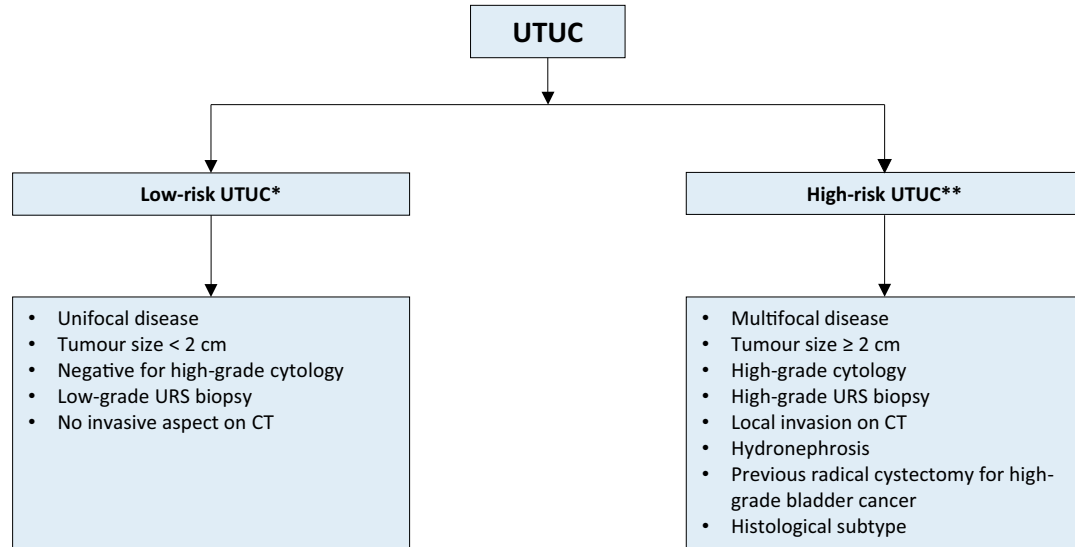 UTUC
Low-risk UTUC*
High-risk UTUC**
• Unifocal disease
• Tumour size < 2 cm
• Negative for high-grade cytology
• Low-grade URS biopsy
• No invasive aspect on CT
• Multifocal disease
• Tumour size ≥ 2 cm
• High-grade cytology
• High-grade URS biopsy
• Local invasion on CT
• Hydronephrosis
• Previous radical cystectomy for high-
grade bladder cancer
• Histological subtype